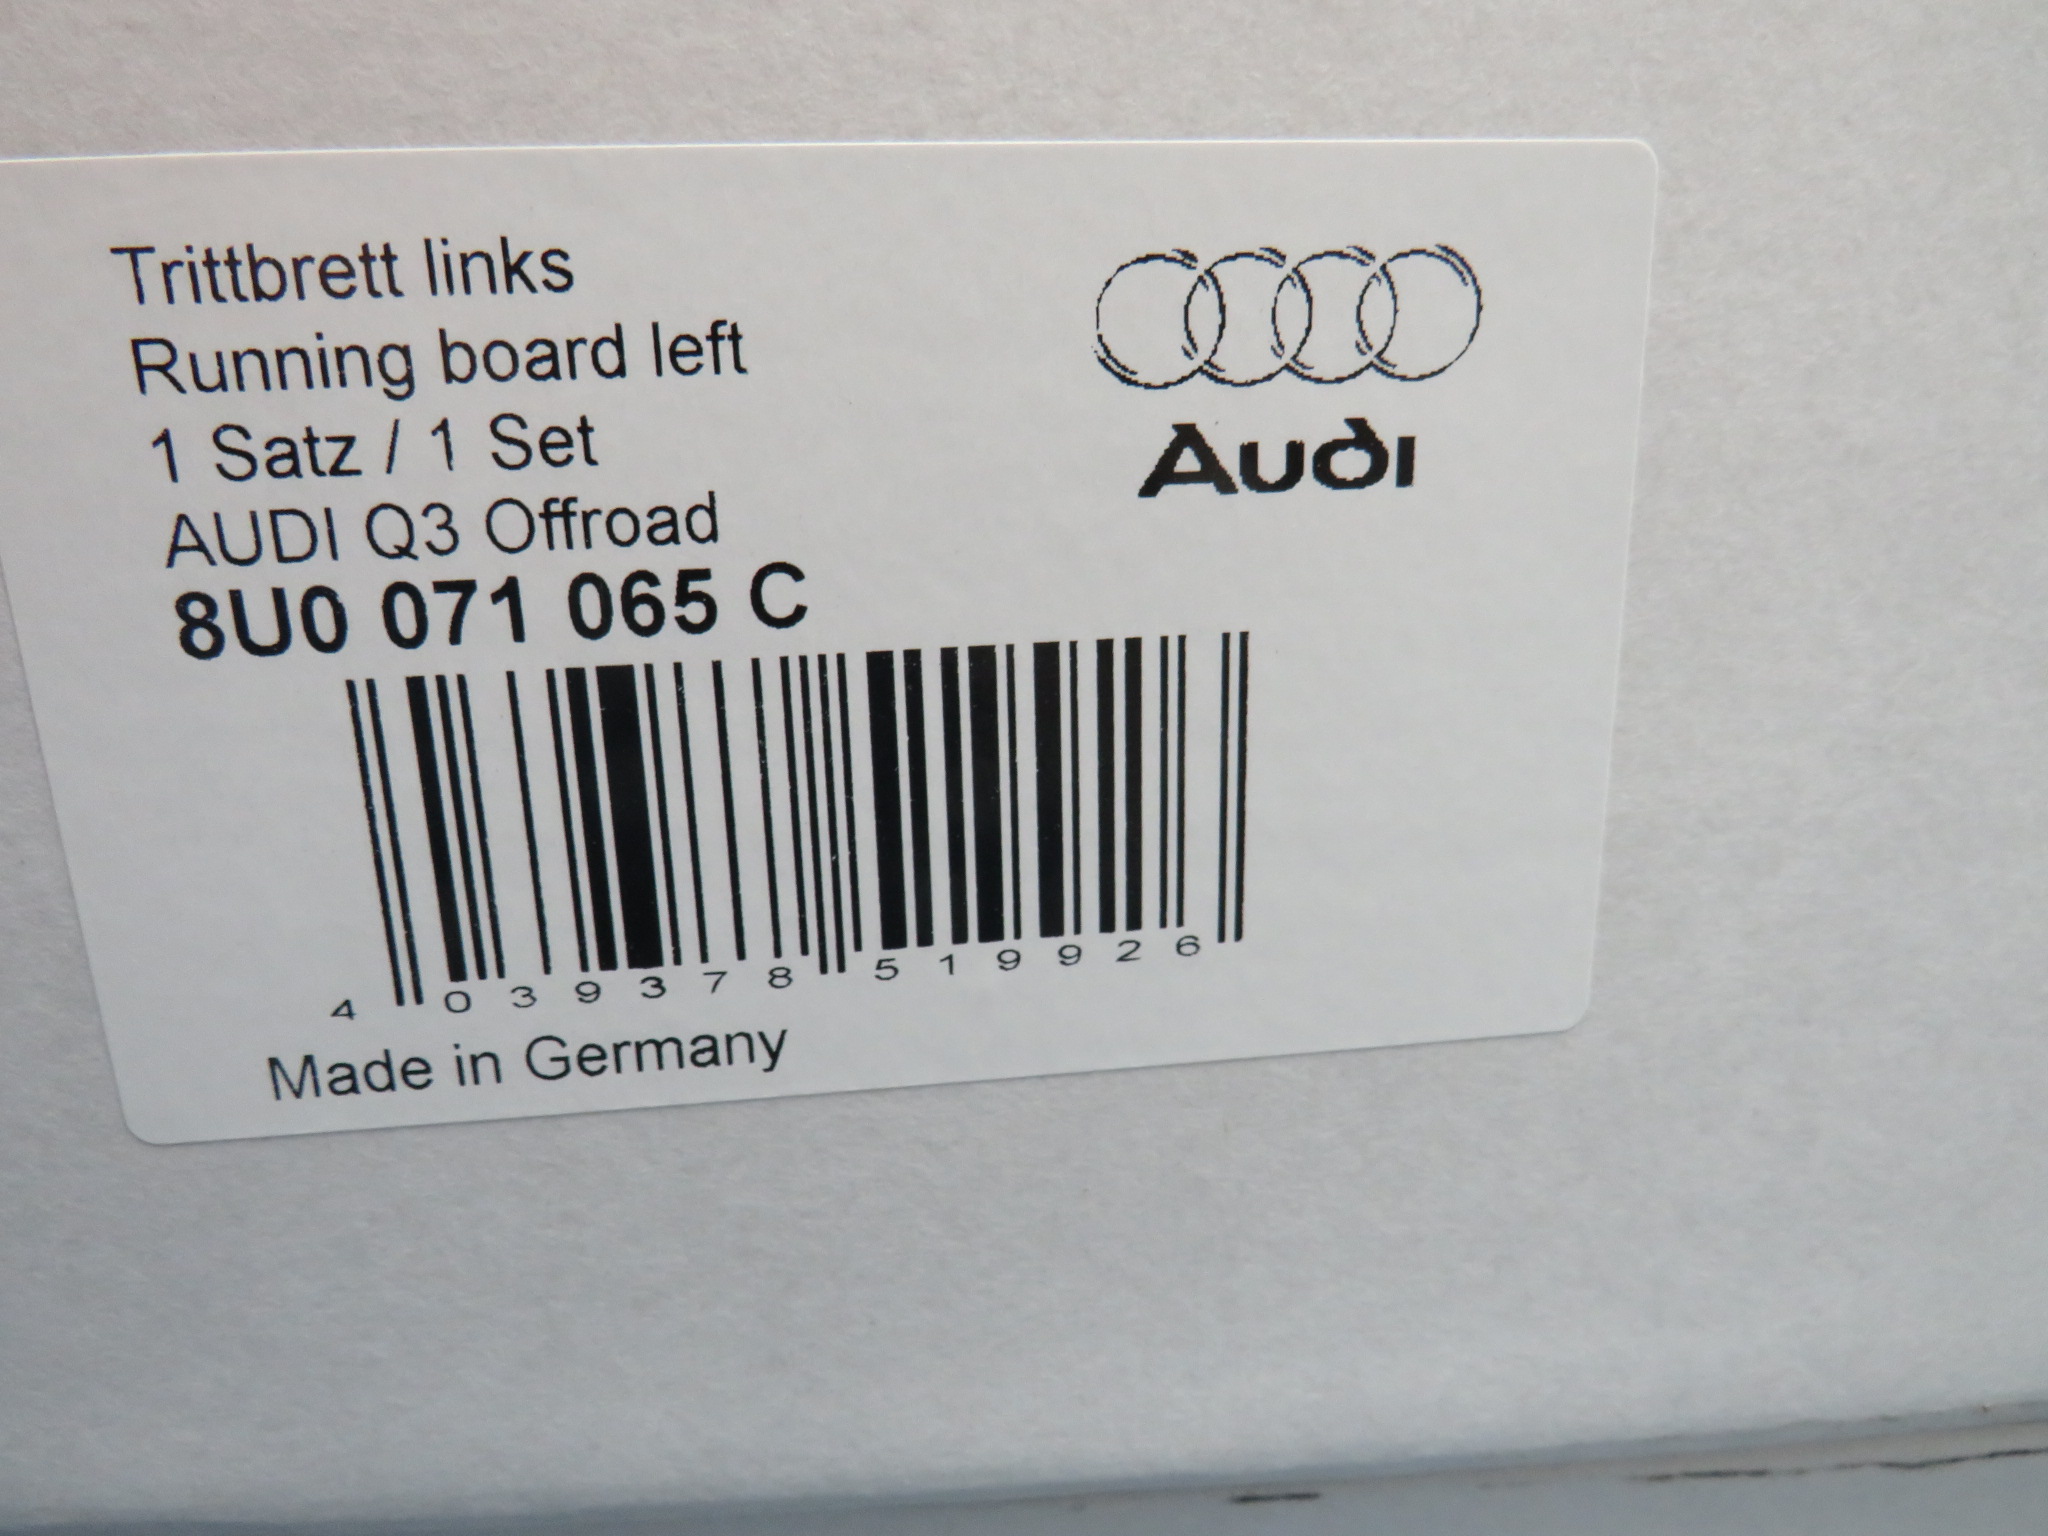 Trittbrett links
Running board left
1 Satz / 1 Set
AUDI Q3 Offroad
8U0 071 065 C
4 039378 519926
Made in Germany
Audi